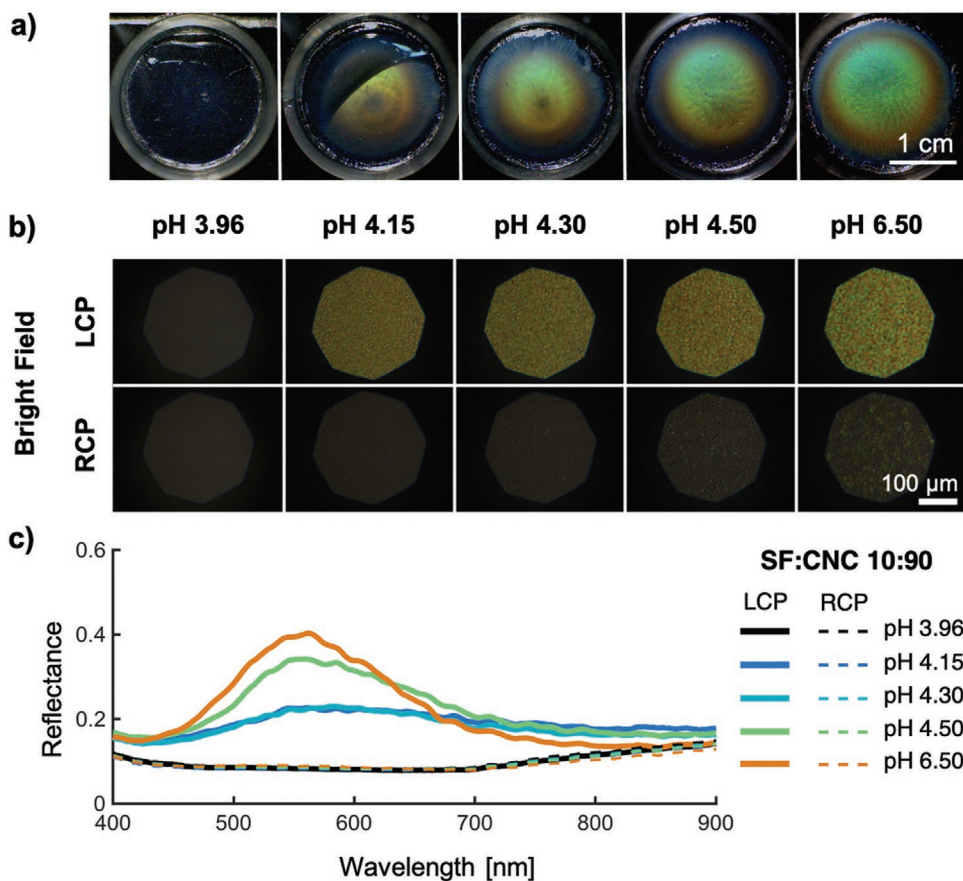 a)
1 cm
b)
pH 3.96 pH 4.15 pH 4.30 pH 4.50 pH 6.50
Bright Field
LCP
RCP
100 µm
c)
0.6
0.4
0.2
0
Reflectance
400 500 600 700 800 900
Wavelength [nm]
SF:CNC 10:90
LCP RCP
pH 3.96
pH 4.15
pH 4.30
pH 4.50
pH 6.50